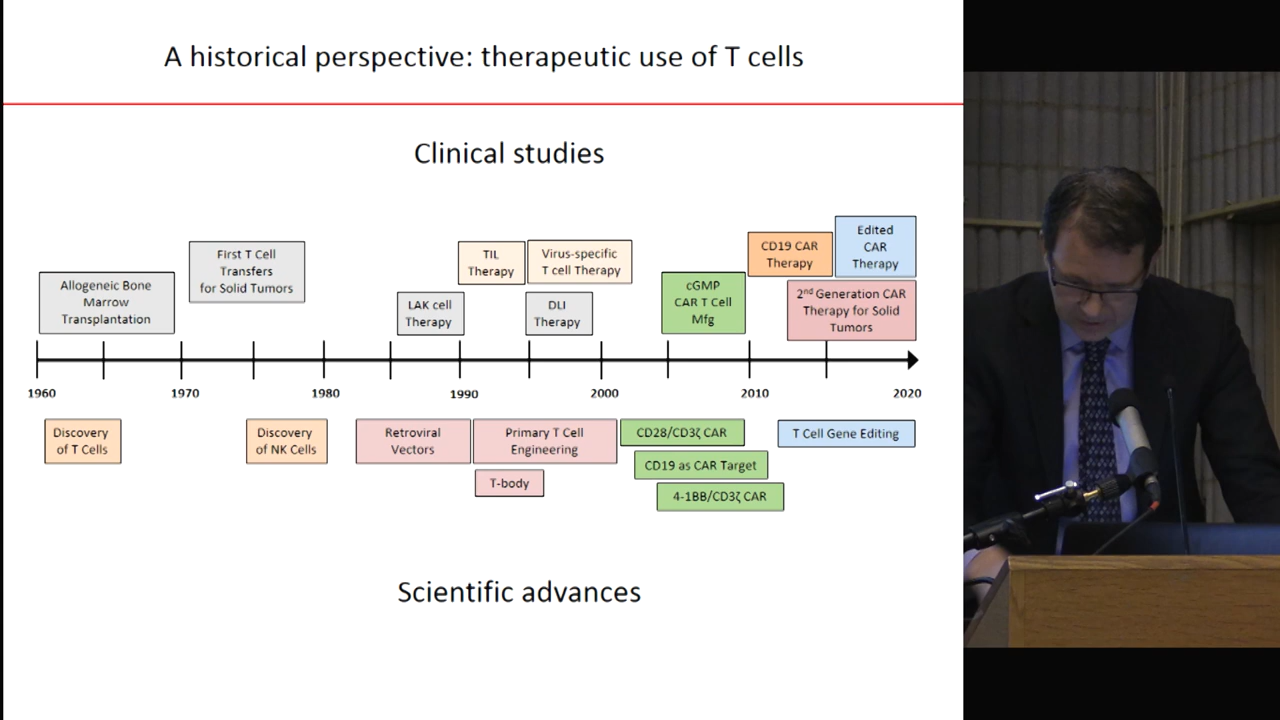 A historical perspective: therapeutic use of T cells
Clinical studies
Allogeneic Bone
Marrow
Transplantation
First T Cell
Transfers
for Solid Tumors
LAK cell
Therapy
TIL
Therapy
Virus-specific
T cell Therapy
DLI
Therapy
cGMP
CAR T Cell
Mfg
CD19 CAR
Therapy
Edited
CAR
Therapy
2nd Generation CAR
Therapy for Solid
Tumors
1960
1970
1980
1990
2000
2010
2020
Discovery
of T Cells
Discovery
of NK Cells
Retroviral
Vectors
Primary T Cell
Engineering
T-body
CD28/CD3ζ CAR
CD19 as CAR Target
4-1BB/CD3ζ CAR
T Cell Gene Editing
Scientific advances